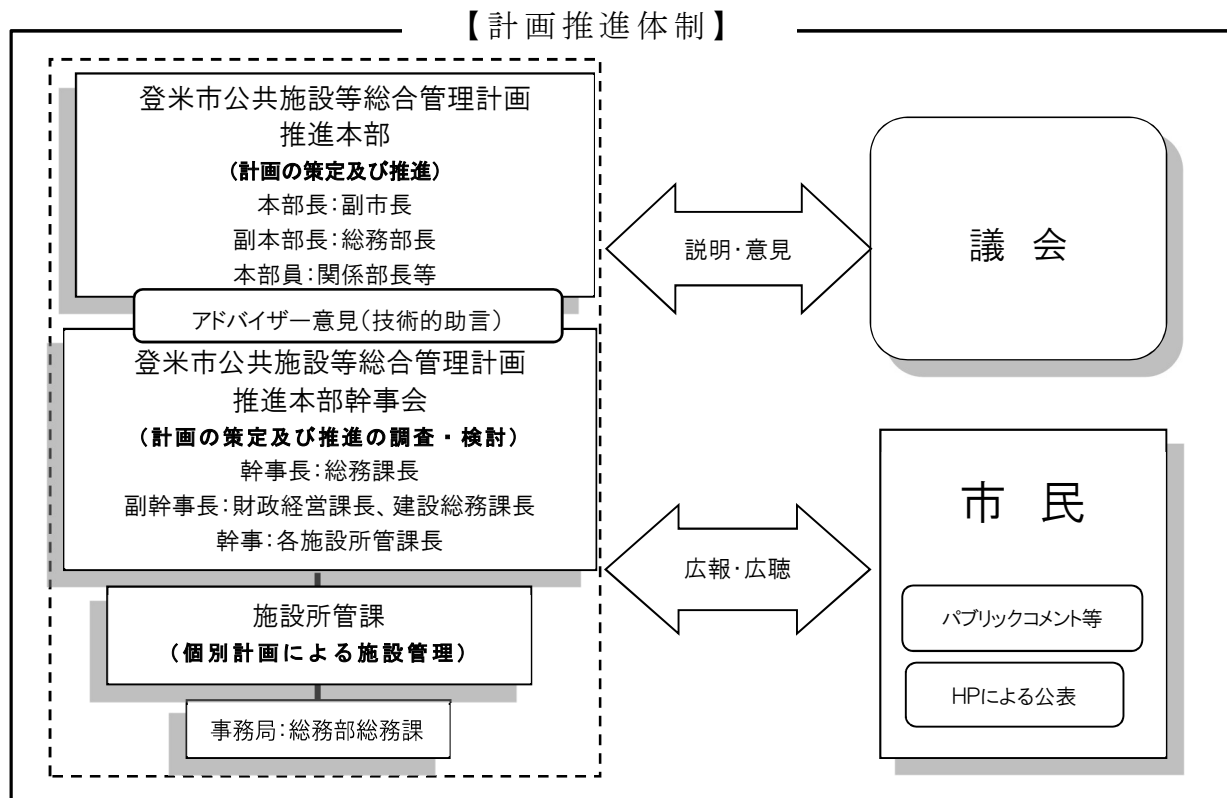 【計画推進体制】
登米市公共施設等総合管理計画
推進本部
（計画の策定及び推進）
本部長：副市長
副本部長：総務部長
本部員：関係部長等
アドバイザー意見（技術的助言）
登米市公共施設等総合管理計画
推進本部幹事会
（計画の策定及び推進の調査・検討）
幹事長：総務課長
副幹事長：財政経営課長、建設総務課長
幹事：各施設所管課長
施設所管課
（個別計画による施設管理）
事務局：総務部総務課
説明・意見
議 会
広報・広聴
市 民
パブリックコメント等
HPによる公表